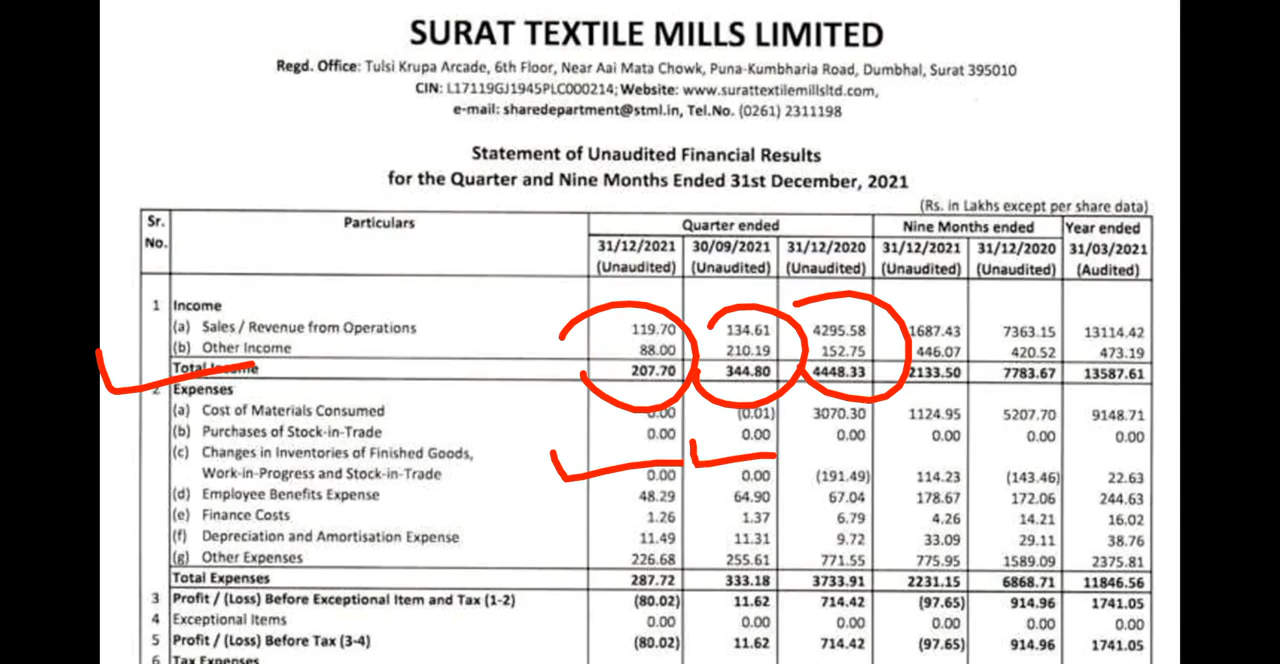 SURAT TEXTILE MILLS LIMITED
Regd. Office: Tulsi Krupa Arcade, 6th Floor, Near Aai Mata Chowk, Puna-Kumbharia Road, Dumbhal, Surat 395010
CIN: L17119GJ1945PLC000214; Website: www.surattextilemillsltd.com,
e-mail: sharedepartment@stml.in, Tel.No. (0261) 2311198
Statement of Unaudited Financial Results
for the Quarter and Nine Months Ended 31st December, 2021
(Rs. in Lakhs except per share data)
Sr. No. Particulars Quarter ended Nine Months ended Year ended
31/12/2021 30/09/2021 31/12/2020 31/12/2021 31/12/2020 31/03/2021
(Unaudited) (Unaudited) (Unaudited) (Unaudited) (Unaudited) (Audited)
1 Income
(a) Sales / Revenue from Operations 119.70 134.61 4295.58 1687.43 7363.15 13114.42
(b) Other Income 88.00 210.19 152.75 446.07 420.52 473.19
Total Income 207.70 344.80 4448.33 2133.50 7783.67 13587.61
2 Expenses
(a) Cost of Materials Consumed 0.00 (0.01) 3070.30 1124.95 5207.70 9148.71
(b) Purchases of Stock-in-Trade 0.00 0.00 0.00 0.00 0.00 0.00
(c) Changes in Inventories of Finished Goods,
Work-in-Progress and Stock-in-Trade 0.00 0.00 (191.49) 114.23 (143.46) 22.63
(d) Employee Benefits Expense 48.29 64.90 67.04 178.67 172.06 244.63
(e) Finance Costs 1.26 1.37 6.79 4.26 14.21 16.02
(f) Depreciation and Amortisation Expense 11.49 11.31 9.72 33.09 29.11 38.76
(g) Other Expenses 226.68 255.61 771.55 775.95 1589.09 2375.81
Total Expenses 287.72 333.18 3733.91 2231.15 6868.71 11846.56
3 Profit / (Loss) Before Exceptional Item and Tax (1-2) (80.02) 11.62 714.42 (97.65) 914.96 1741.05
4 Exceptional Items 0.00 0.00 0.00 0.00 0.00 0.00
5 Profit / (Loss) Before Tax (3-4) (80.02) 11.62 714.42 (97.65) 914.96 1741.05
6 Tax Expenses